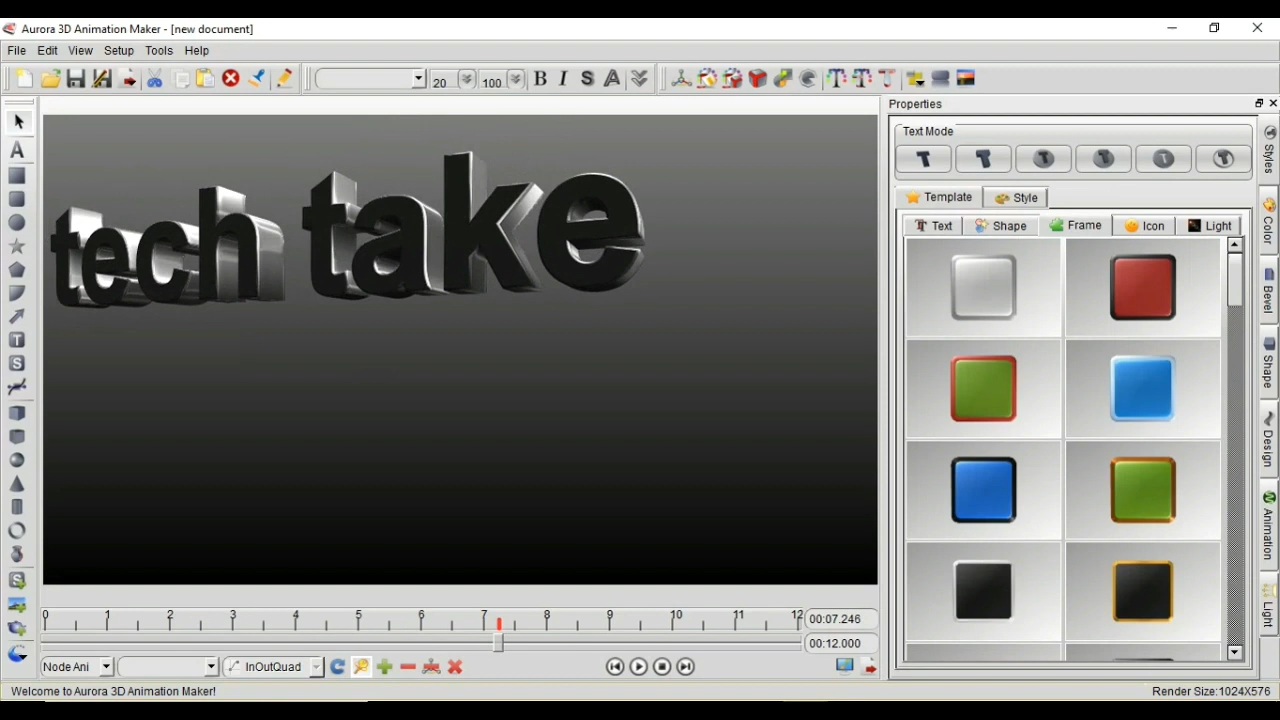 Aurora 3D Animation Maker - [new document]
File Edit View Setup Tools Help
20 100 B I S A
Properties
Text Mode
Template Style
Text Shape Frame Icon Light
tech take
A
T
S
S
Styles
Color
Bevel
Shape
Design
Animation
Light
0 1 2 3 4 5 6 7 8 9 10 11 12
00:07.246
00:12.000
Node Ani InOutQuad
Welcome to Aurora 3D Animation Maker!
Render Size:1024X576